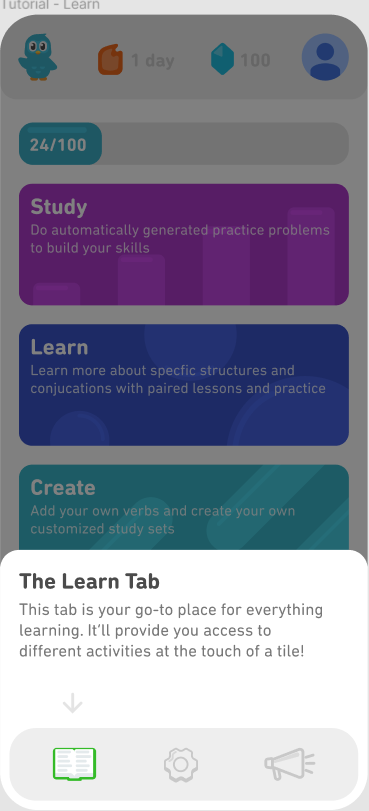 Tutorial - Learn
1 day
100
24/100
Study
Do automatically generated practice problems
to build your skills
Learn
Learn more about specfic structures and
conjucations with paired lessons and practice
Create
Add your own verbs and create your own
customized study sets
The Learn Tab
This tab is your go-to place for everything
learning. It’ll provide you access to
different activities at the touch of a tile!